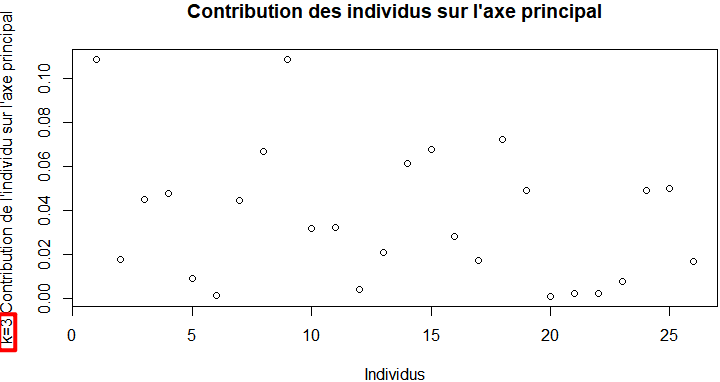 Contribution des individus sur l'axe principal
k=3 Contribution de l'individu sur l'axe principal
0.10
0.08
0.06
0.04
0.02
0.00
0 5 10 15 20 25
Individus